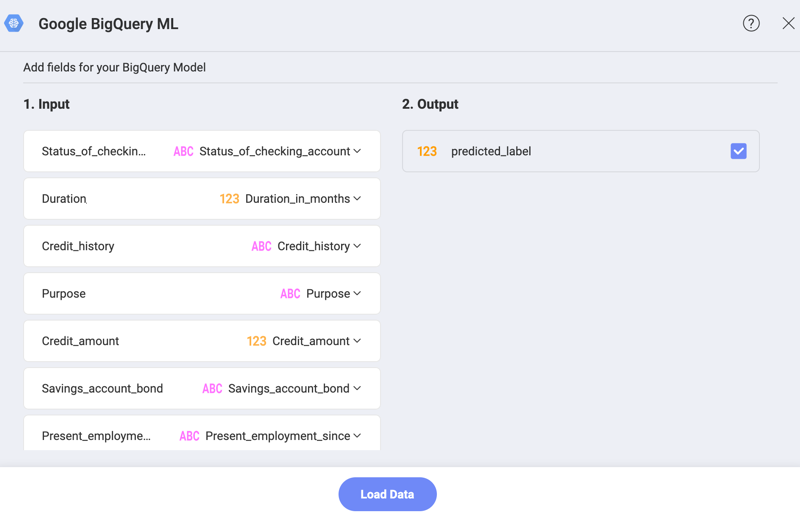 Google BigQuery ML
?
Add fields for your BigQuery Model
1. Input
2. Output
Status_of_checkin... ABC Status_of_checking_account
123 predicted_label
Duration 123 Duration_in_months
Credit_history ABC Credit_history
Purpose ABC Purpose
Credit_amount 123 Credit_amount
Savings_account_bond ABC Savings_account_bond
Present_employme... ABC Present_employment_since
Load Data